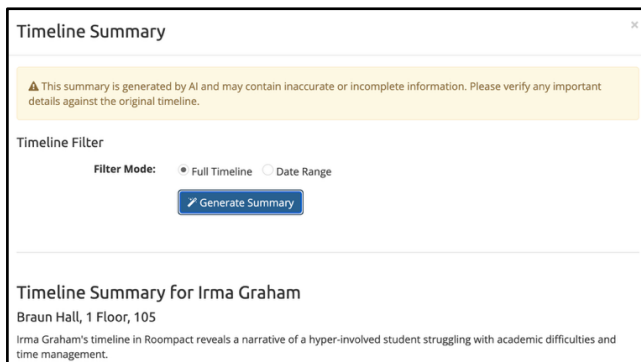 Timeline Summary
×
This summary is generated by AI and may contain inaccurate or incomplete information. Please verify any important
details against the original timeline.
Timeline Filter
Filter Mode: Full Timeline Date Range
Generate Summary
Timeline Summary for Irma Graham
Braun Hall, 1 Floor, 105
Irma Graham's timeline in Roompact reveals a narrative of a hyper-involved student struggling with academic difficulties and
time management.